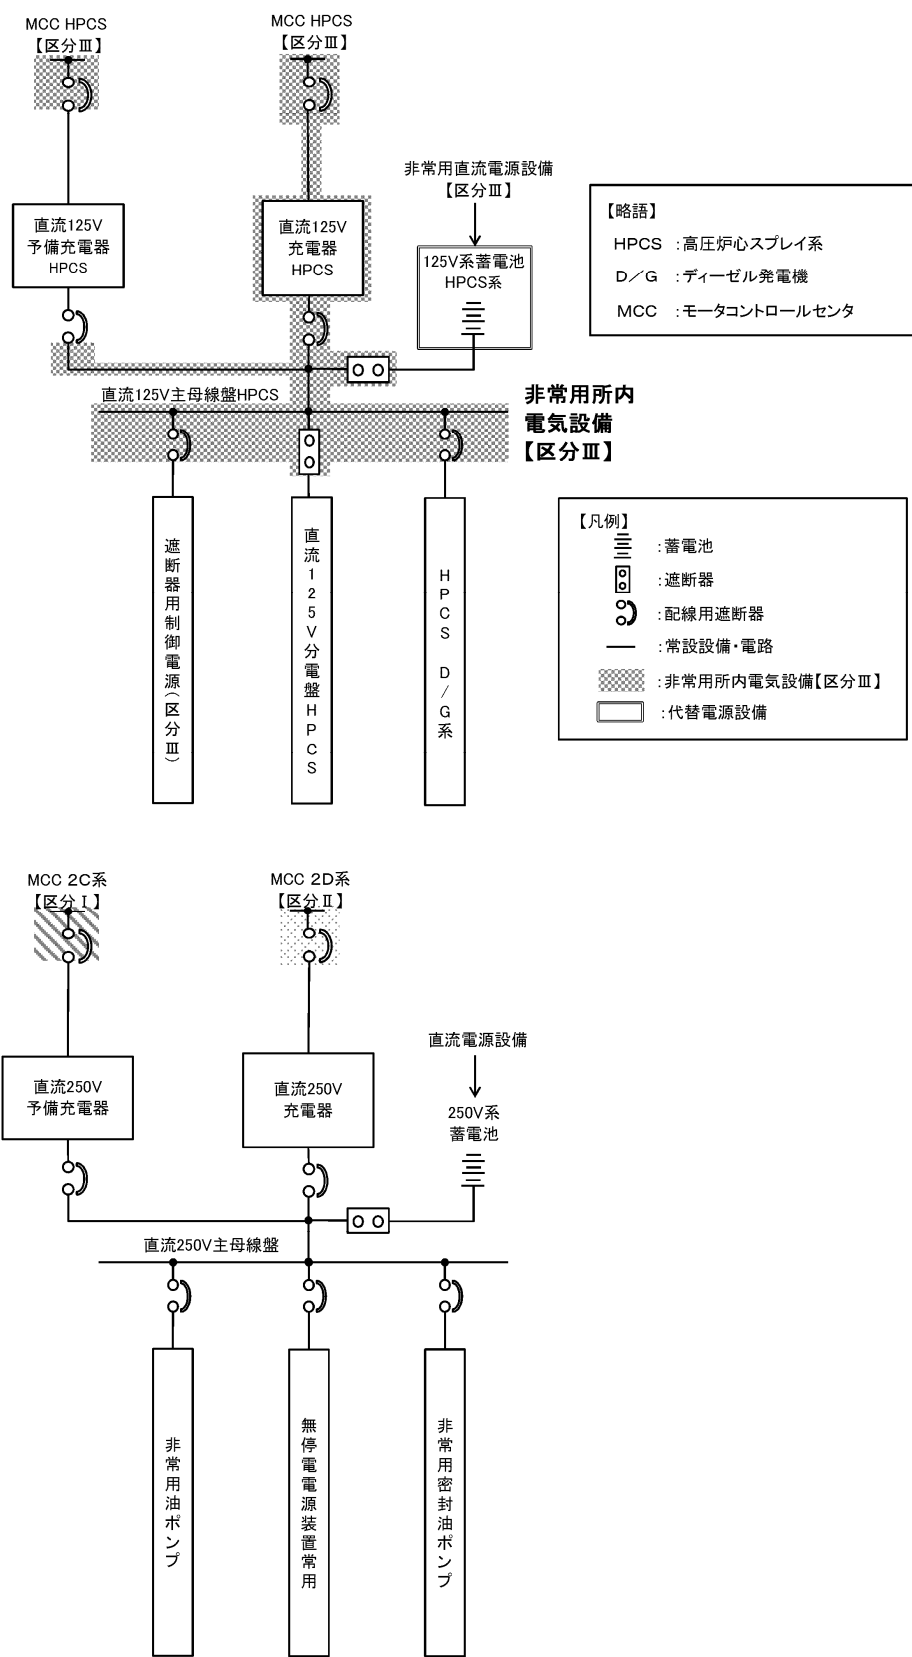 MCC HPCS
【区分Ⅲ】
MCC HPCS
【区分Ⅲ】
非常用直流電源設備
【区分Ⅲ】
直流125V
予備充電器
HPCS
直流125V
充電器
HPCS
125V系蓄電池
HPCS系
【略語】
HPCS :高圧炉心スプレイ系
D/G :ディーゼル発電機
MCC :モータコントロールセンタ
直流125V主母線盤HPCS
非常用所内
電気設備
【区分Ⅲ】
遮断器用制御電源(区分Ⅲ)
直流125V分電盤HPCS
HPCS D/G系
【凡例】
:蓄電池
:遮断器
:配線用遮断器
:常設設備・電路
:非常用所内電気設備【区分Ⅲ】
:代替電源設備
MCC 2C系
【区分Ⅰ】
MCC 2D系
【区分Ⅱ】
直流電源設備
直流250V
予備充電器
直流250V
充電器
250V系
蓄電池
直流250V主母線盤
非常用油ポンプ
無停電電源装置常用
非常用密封油ポンプ